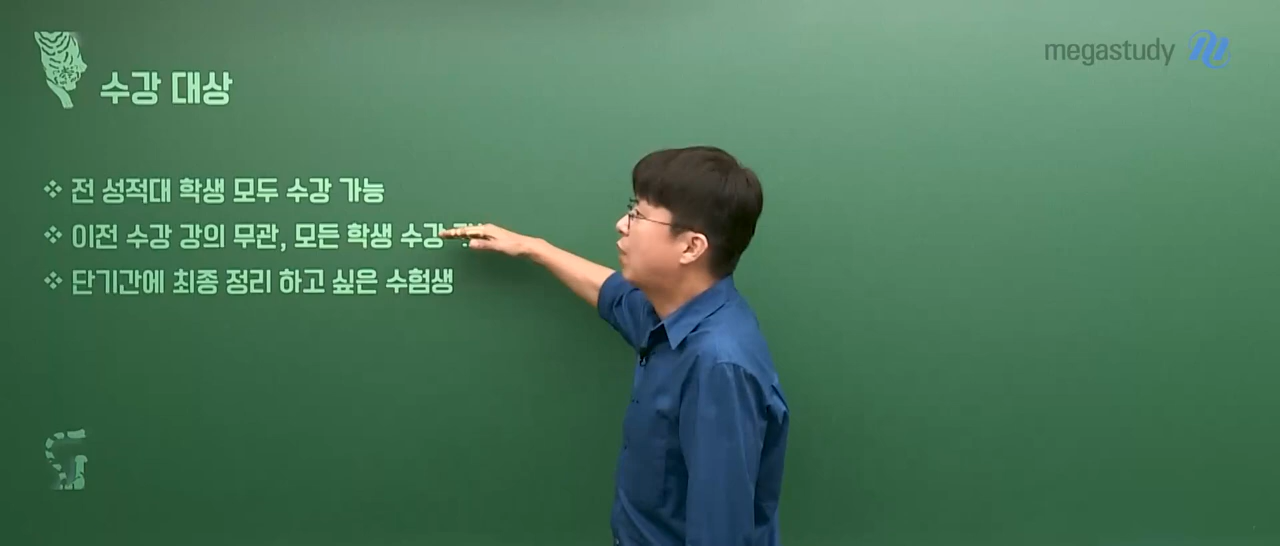 megastudy
수강 대상
❖ 전 성적대 학생 모두 수강 가능
❖ 이전 수강 강의 무관, 모든 학생 수강
❖ 단기간에 최종 정리 하고 싶은 수험생